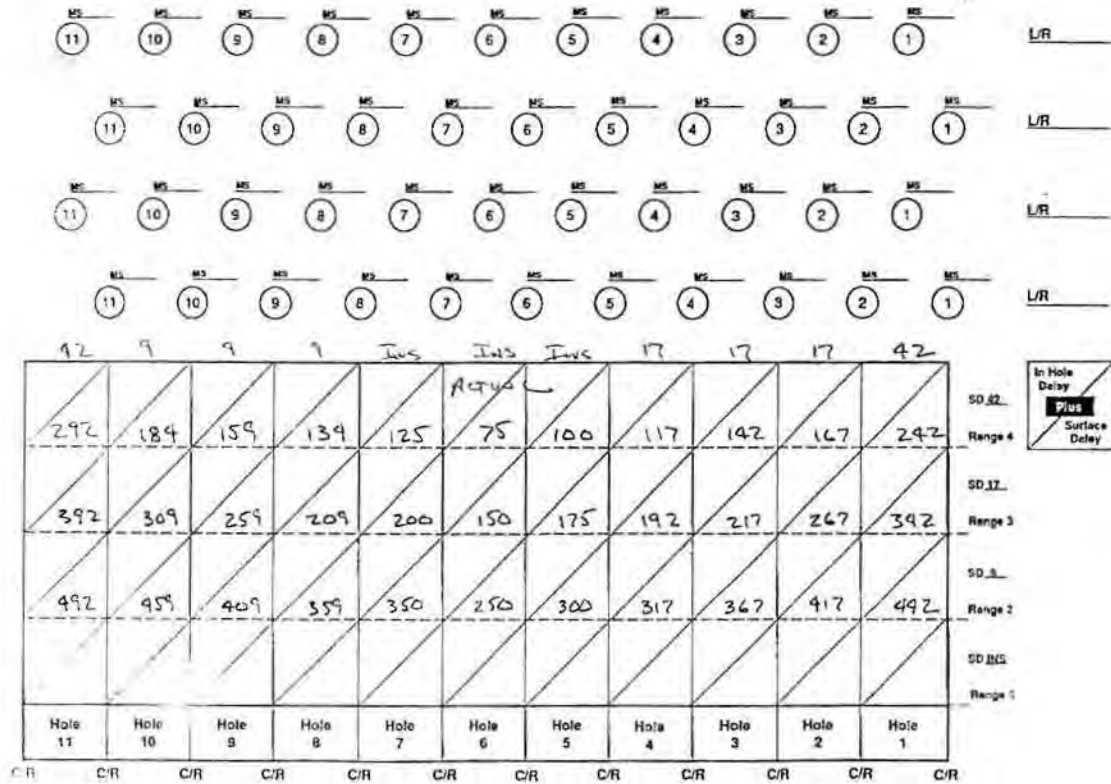 MS MS MS MS MS MS MS MS MS MS MS
11 10 9 8 7 6 5 4 3 2 1 L/R
MS MS MS MS MS MS MS MS MS MS MS
11 10 9 8 7 6 5 4 3 2 1 L/R
MS MS MS MS MS MS MS MS MS MS MS
11 10 9 8 7 6 5 4 3 2 1 L/R
MS MS MS MS MS MS MS MS MS MS MS
11 10 9 8 7 6 5 4 3 2 1 L/R
42 9 9 9 INS INS INS 17 17 17 42
In Hole
Delay
Plus
Surface
Delay
ACTUAL
SD 42
292 184 159 134 125 75 100 117 142 167 242 Range 4
SD 17
392 309 259 209 200 150 175 192 217 267 342 Range 3
SD 9
492 459 409 359 350 250 300 317 367 417 442 Range 2
SD INS
Range 1
Hole Hole Hole Hole Hole Hole Hole Hole Hole Hole Hole
11 10 9 8 7 6 5 4 3 2 1
C/R C/R C/R C/R C/R C/R C/R C/R C/R C/R C/R C/R